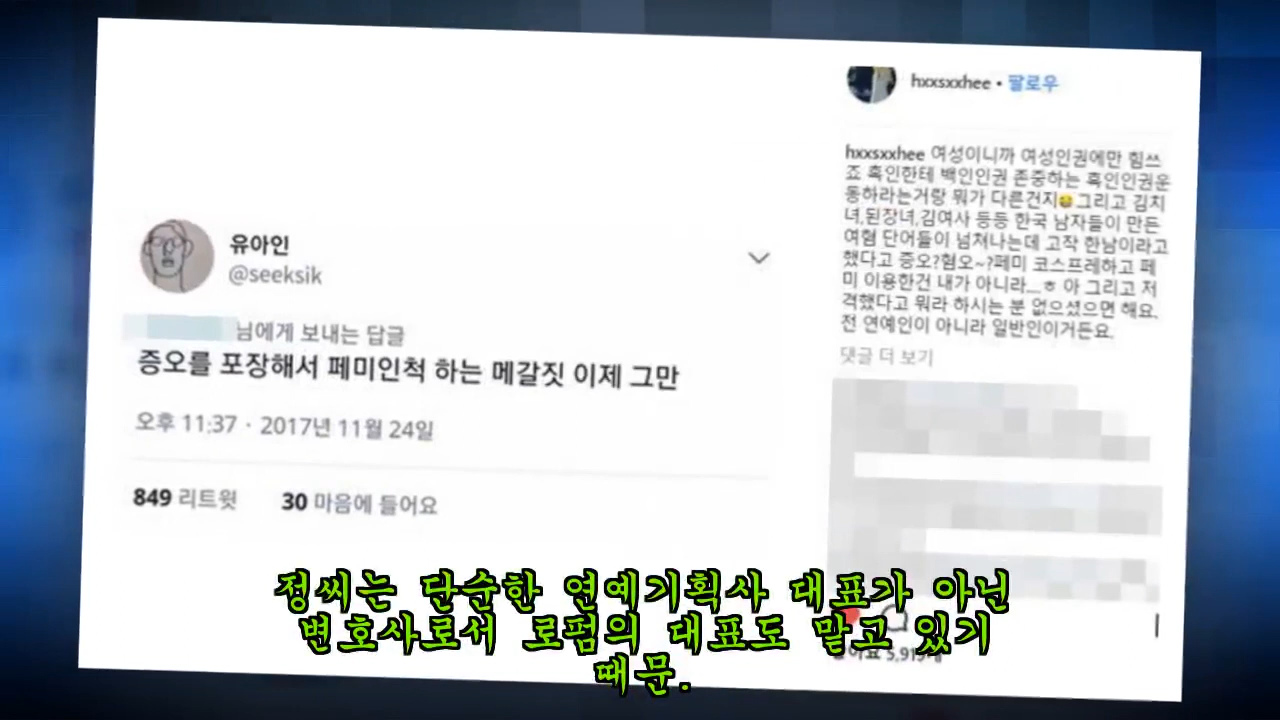 유아인
@seeksik
님에게 보내는 답글
증오를 포장해서 페미인척 하는 메갈짓 이제 그만
오후 11:37 · 2017년 11월 24일
849 리트윗 30 마음에 들어요
hxxsxxhee • 팔로우
hxxsxxhee 여성이니까 여성인권에만 힘쓰
죠 흑인한테 백인인권 존중하는 흑인인권운
동하라는거랑 뭐가 다른건지😅그리고 김치
녀,된장녀,김여사 등등 한국 남자들이 만든
여혐 단어들이 넘쳐나는데 고작 한남이라고
했다고 증오?혐오~?페미 코스프레하고 페
미 이용한건 내가 아니라...ㅎ 아 그리고 저
격했다고 뭐라 하시는 분 없으셨으면 해요.
전 연예인이 아니라 일반인이거든요.
댓글 더 보기
정씨는 단순한 연예기획사 대표가 아닌
변호사로서 로펌의 대표도 맡고 있기
때문.